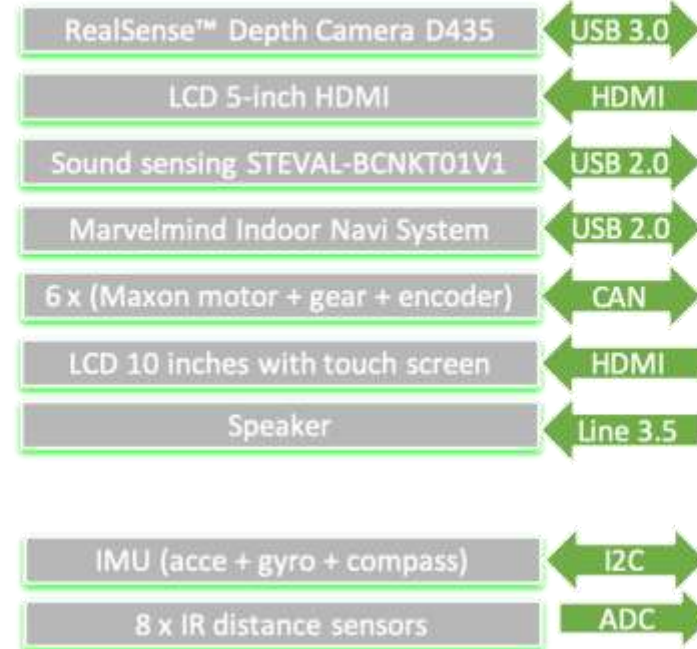 RealSense™ Depth Camera D435 USB 3.0
LCD 5-inch HDMI HDMI
Sound sensing STEVAL-BCNKT01V1 USB 2.0
Marvelmind Indoor Navi System USB 2.0
6 x (Maxon motor + gear + encoder) CAN
LCD 10 inches with touch screen HDMI
Speaker Line 3.5
IMU (acce + gyro + compass) I2C
8 x IR distance sensors ADC